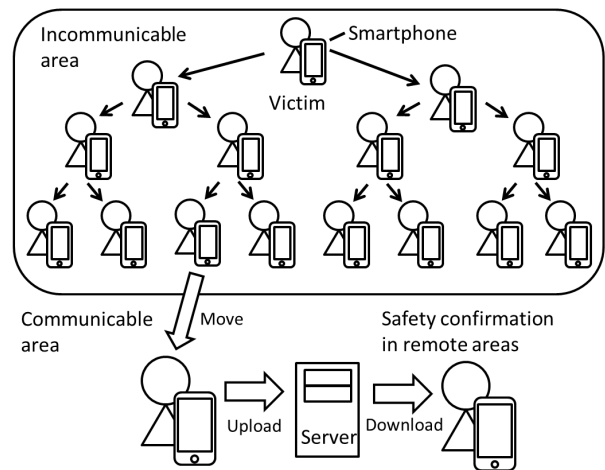 Incommunicable
area
Smartphone
Victim
Communicable
area
Move
Safety confirmation
in remote areas
Upload
Server
Download